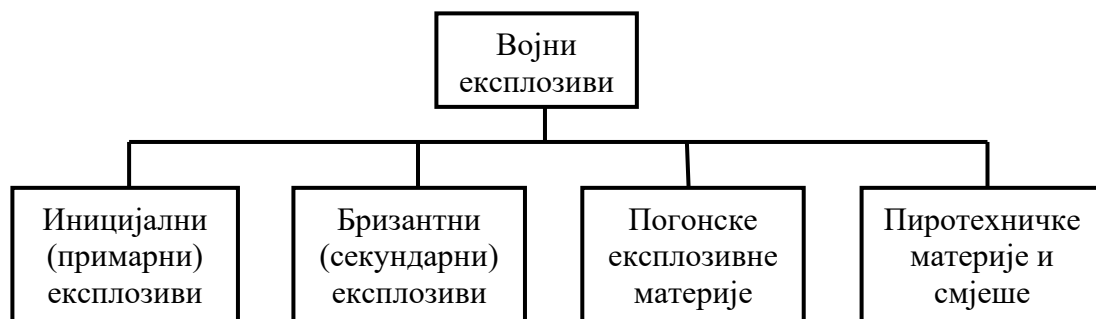 Војни
експлозиви
Иницијални
(примарни)
експлозиви
Бризантни
(секундарни)
експлозиви
Погонске
експлозивне
материје
Пиротехничке
материје и
смјеше